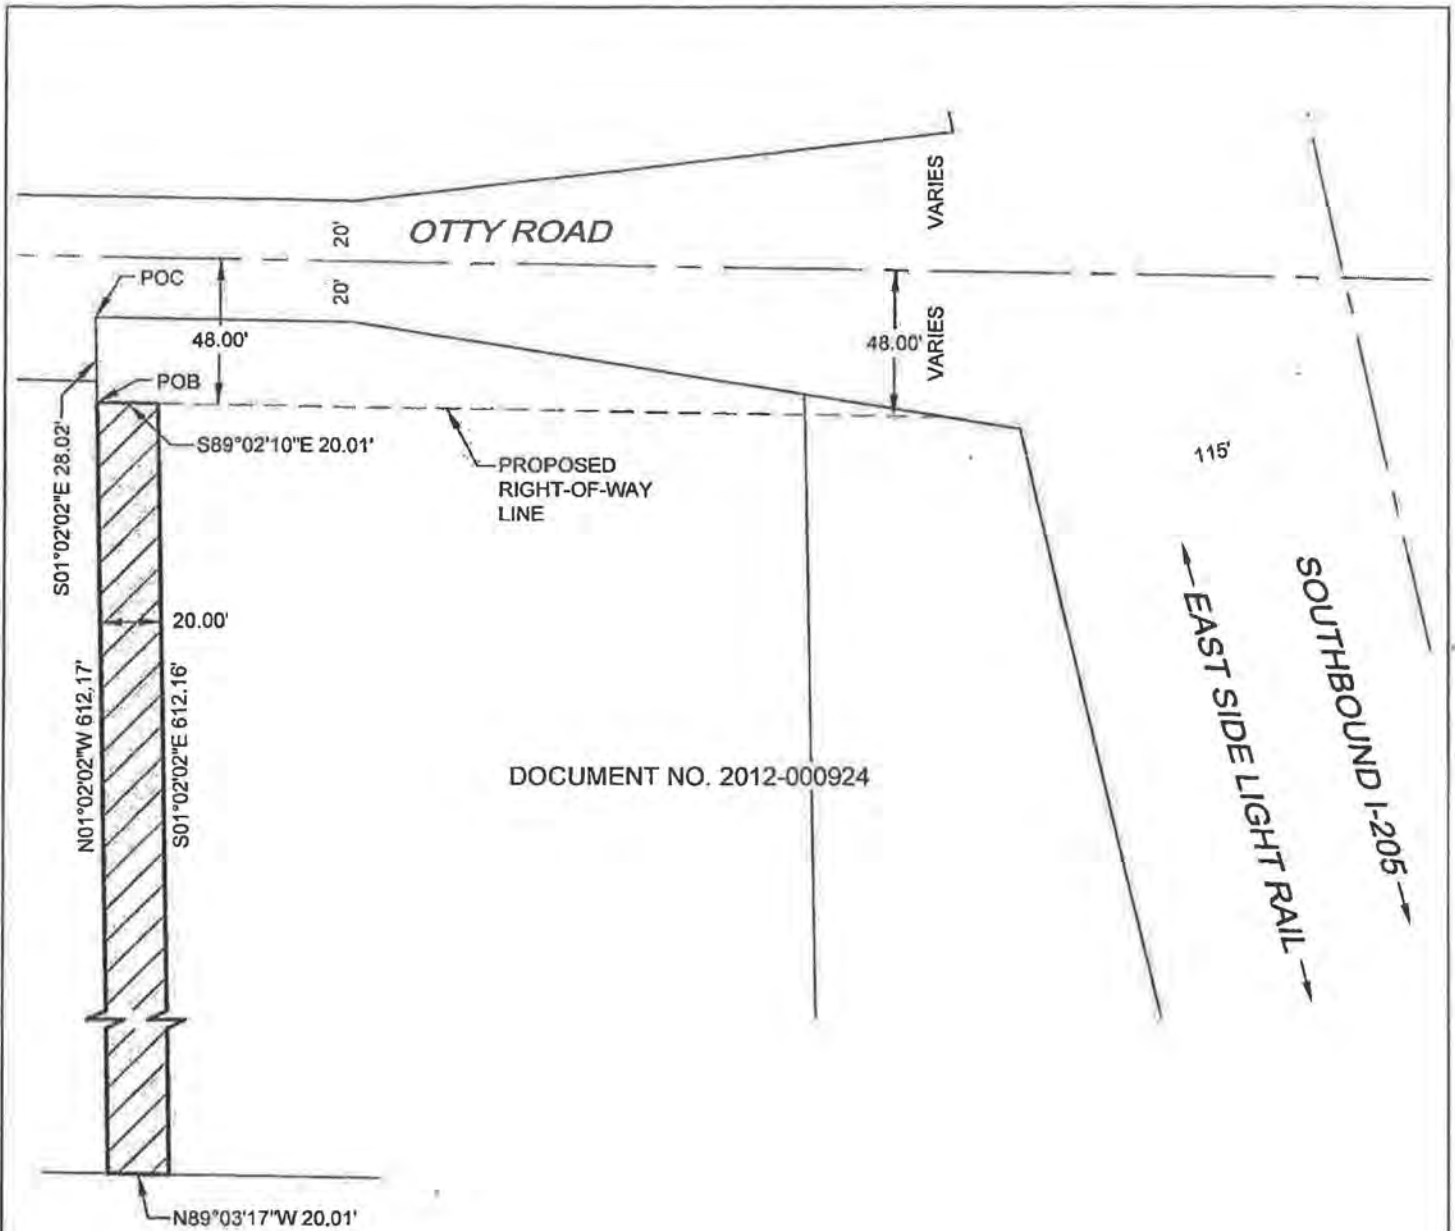 VARIES
20'
OTTY ROAD
POC
20'
48.00'
48.00'
VARIES
POB
S89°02'10"E 20.01'
115'
PROPOSED
RIGHT-OF-WAY
LINE
S01°02'02"E 28.02'
20.00'
N01°02'02"W 612.17'
S01°02'02"E 612.16'
DOCUMENT NO. 2012-000924
EAST SIDE LIGHT RAIL
SOUTHBOUND I-205
N89°03'17"W 20.01'